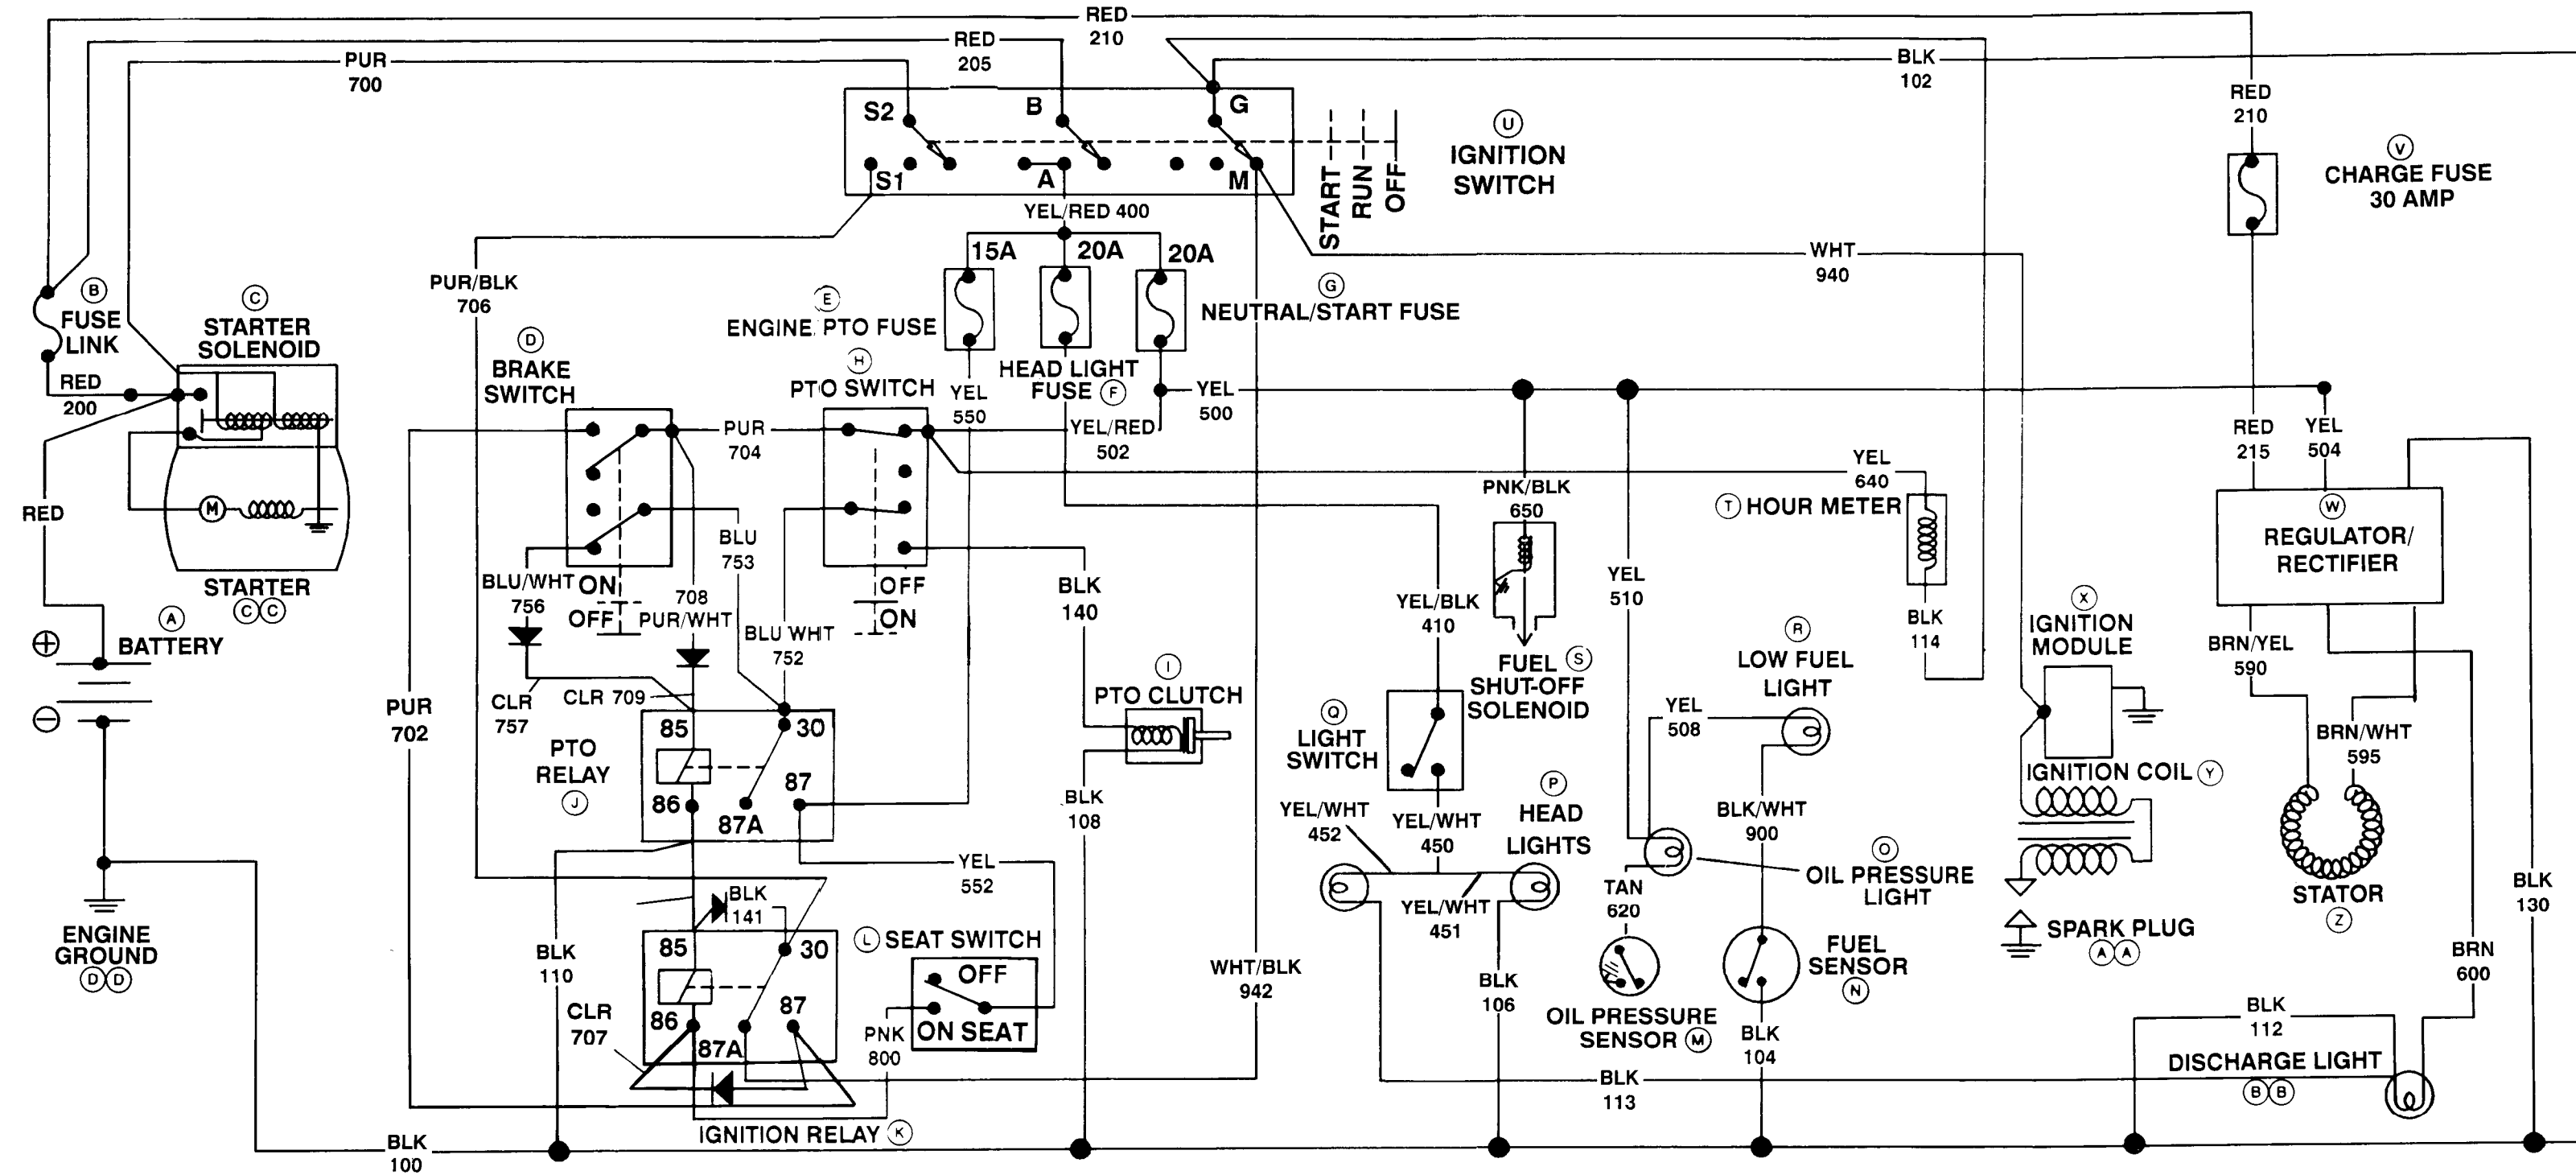 RED
210
RED
205
PUR
700
BLK
102
S2
B
G
S1
A
M
START
RUN
OFF
U
IGNITION
SWITCH
RED
210
V
CHARGE FUSE
30 AMP
YEL/RED 400
15A
20A
20A
WHT
940
PUR/BLK
706
B
FUSE
LINK
C
STARTER
SOLENOID
D
BRAKE
SWITCH
E
ENGINE/PTO FUSE
G
NEUTRAL/START FUSE
H
PTO SWITCH
HEAD LIGHT
FUSE F
YEL
550
YEL
500
YEL/RED
502
RED
200
PUR
704
RED
215
YEL
504
YEL
640
RED
M
PNK/BLK
650
T HOUR METER
W
REGULATOR/
RECTIFIER
BLU
753
BLU/WHT
756
ON
OFF
708
PUR/WHT
OFF
ON
BLU WHT
752
BLK
140
YEL
510
YEL/BLK
410
BLK
114
STARTER
C C
A
BATTERY
+
−
X
IGNITION
MODULE
BRN/YEL
590
R
LOW FUEL
LIGHT
FUEL S
SHUT-OFF
SOLENOID
I
PTO CLUTCH
CLR
757
CLR 709
PUR
702
85
30
PTO
RELAY
J
87
86
87A
Q
LIGHT
SWITCH
YEL
508
BRN/WHT
595
IGNITION COIL Y
P
HEAD
LIGHTS
BLK
108
YEL/WHT
452
YEL/WHT
450
BLK/WHT
900
O
OIL PRESSURE
LIGHT
YEL
552
BLK
141
TAN
620
YEL/WHT
451
STATOR
Z
BLK
130
ENGINE
GROUND
D D
BLK
110
85
30
L SEAT SWITCH
OFF
ON SEAT
SPARK PLUG
A A
FUEL
SENSOR
N
BRN
600
WHT/BLK
942
BLK
106
CLR
707
86
87
87A
PNK
800
OIL PRESSURE
SENSOR M
BLK
104
BLK
112
DISCHARGE LIGHT
B B
BLK
113
IGNITION RELAY K
BLK
100